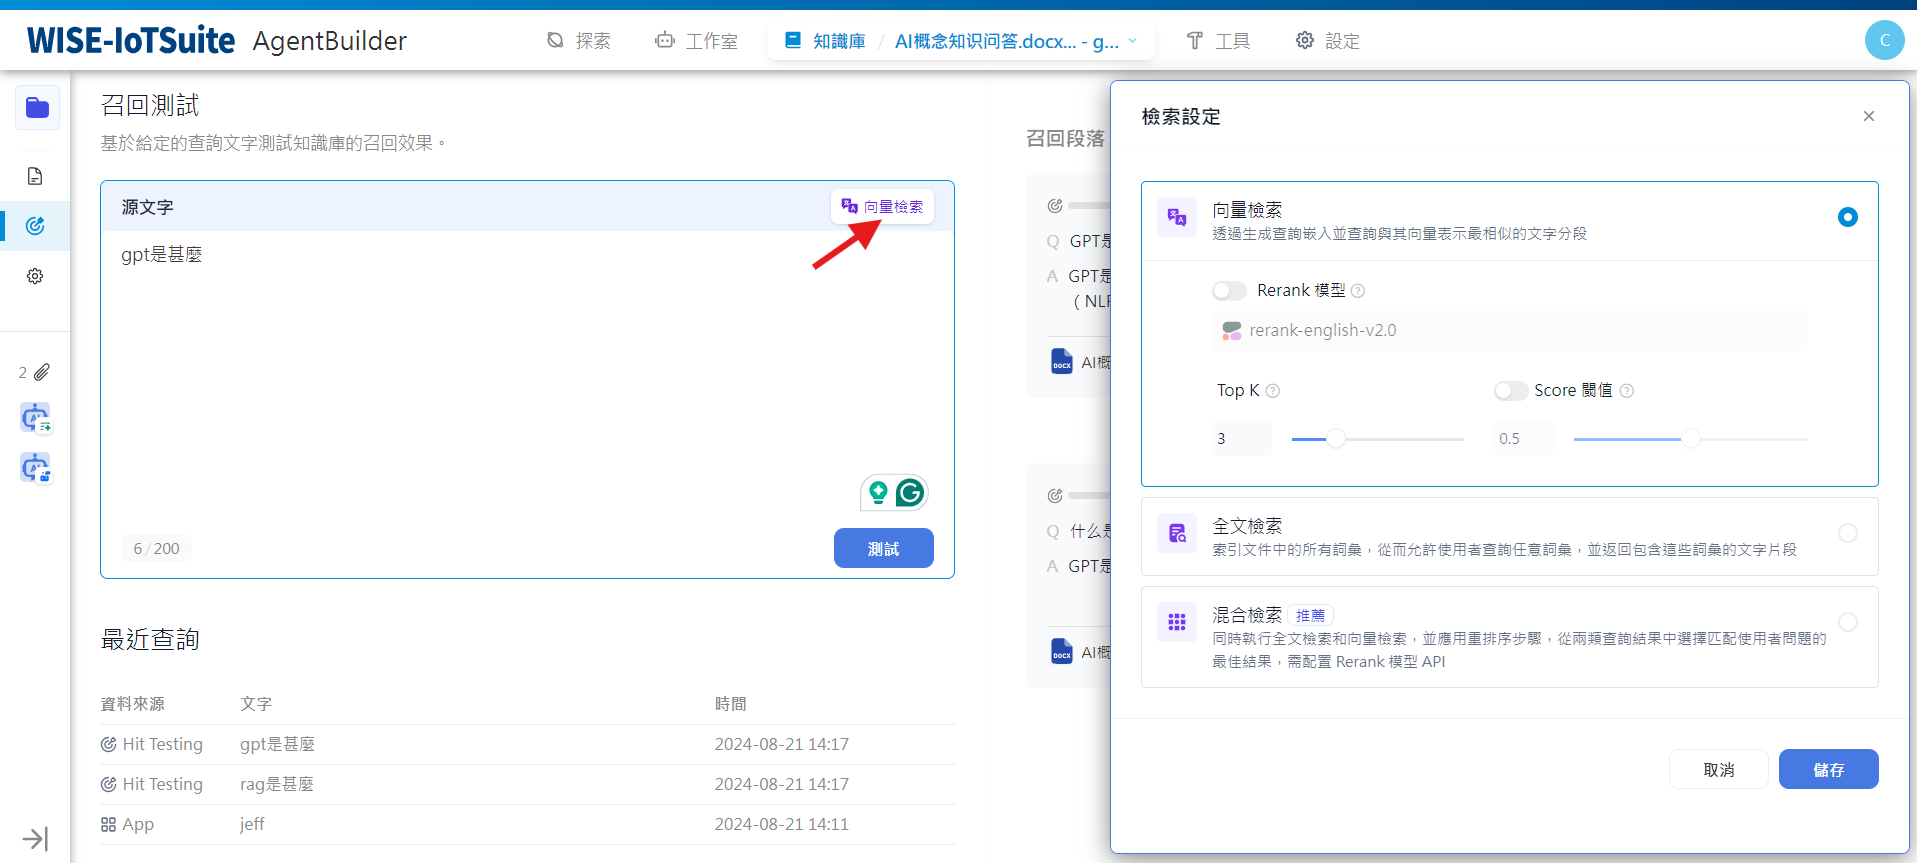 WISE-IoTSuite AgentBuilder
探索
工作室
知識庫 / AI概念知识问答.docx... - g...
工具
設定
C
2
召回測試
基於給定的查詢文字測試知識庫的召回效果。
源文字
向量檢索
gpt是甚麼
6 / 200
測試
最近查詢
資料來源 文字 時間
Hit Testing gpt是甚麼 2024-08-21 14:17
Hit Testing rag是甚麼 2024-08-21 14:17
App jeff 2024-08-21 14:11
召回段落
Q GPT是
A GPT是
（NLP
DOCX AI概
Q 什么是
A GPT是
DOCX AI概
檢索設定
向量檢索
透過生成查詢嵌入並查詢與其向量表示最相似的文字分段
Rerank 模型
rerank-english-v2.0
Top K
Score 閾值
3
0.5
全文檢索
索引文件中的所有詞彙，從而允許使用者查詢任意詞彙，並返回包含這些詞彙的文字片段
混合檢索 推薦
同時執行全文檢索和向量檢索，並應用重排序步驟，從兩類查詢結果中選擇匹配使用者問題的
最佳結果，需配置 Rerank 模型 API
取消
儲存